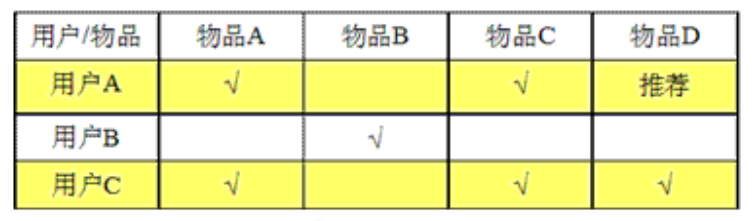 用户/物品 物品A 物品B 物品C 物品D
用户A √ √ 推荐
用户B √
用户C √ √ √